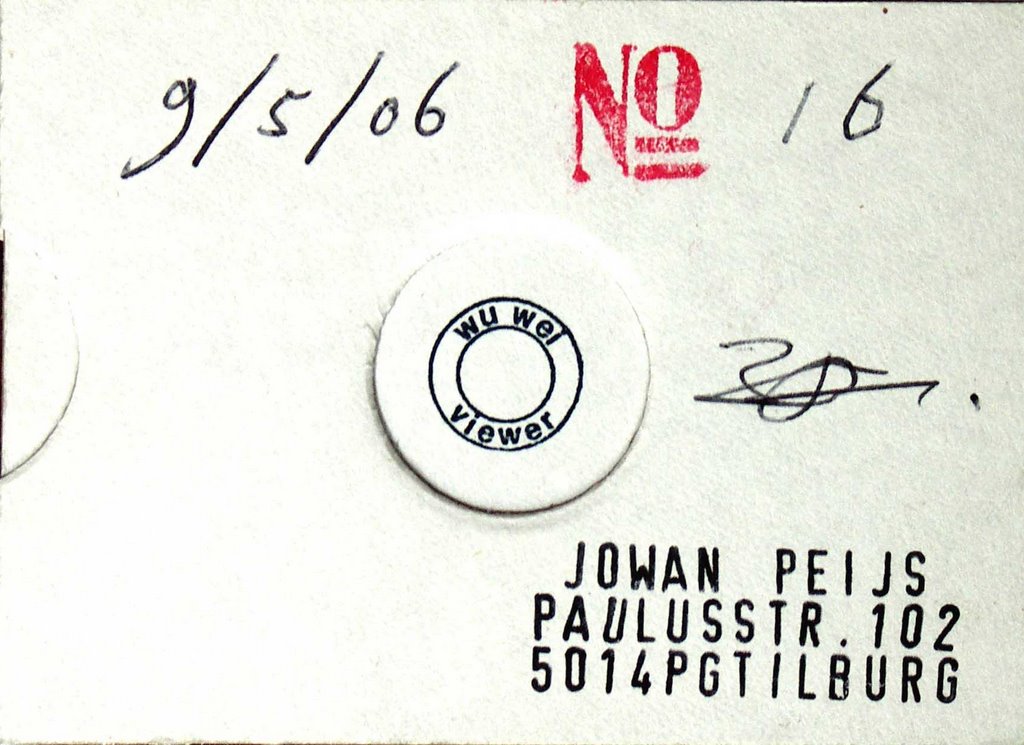 9/5/06 No 16
wu wei
viewer
JOWAN PEIJS
PAULUSSTR.102
5014PGTILBURG